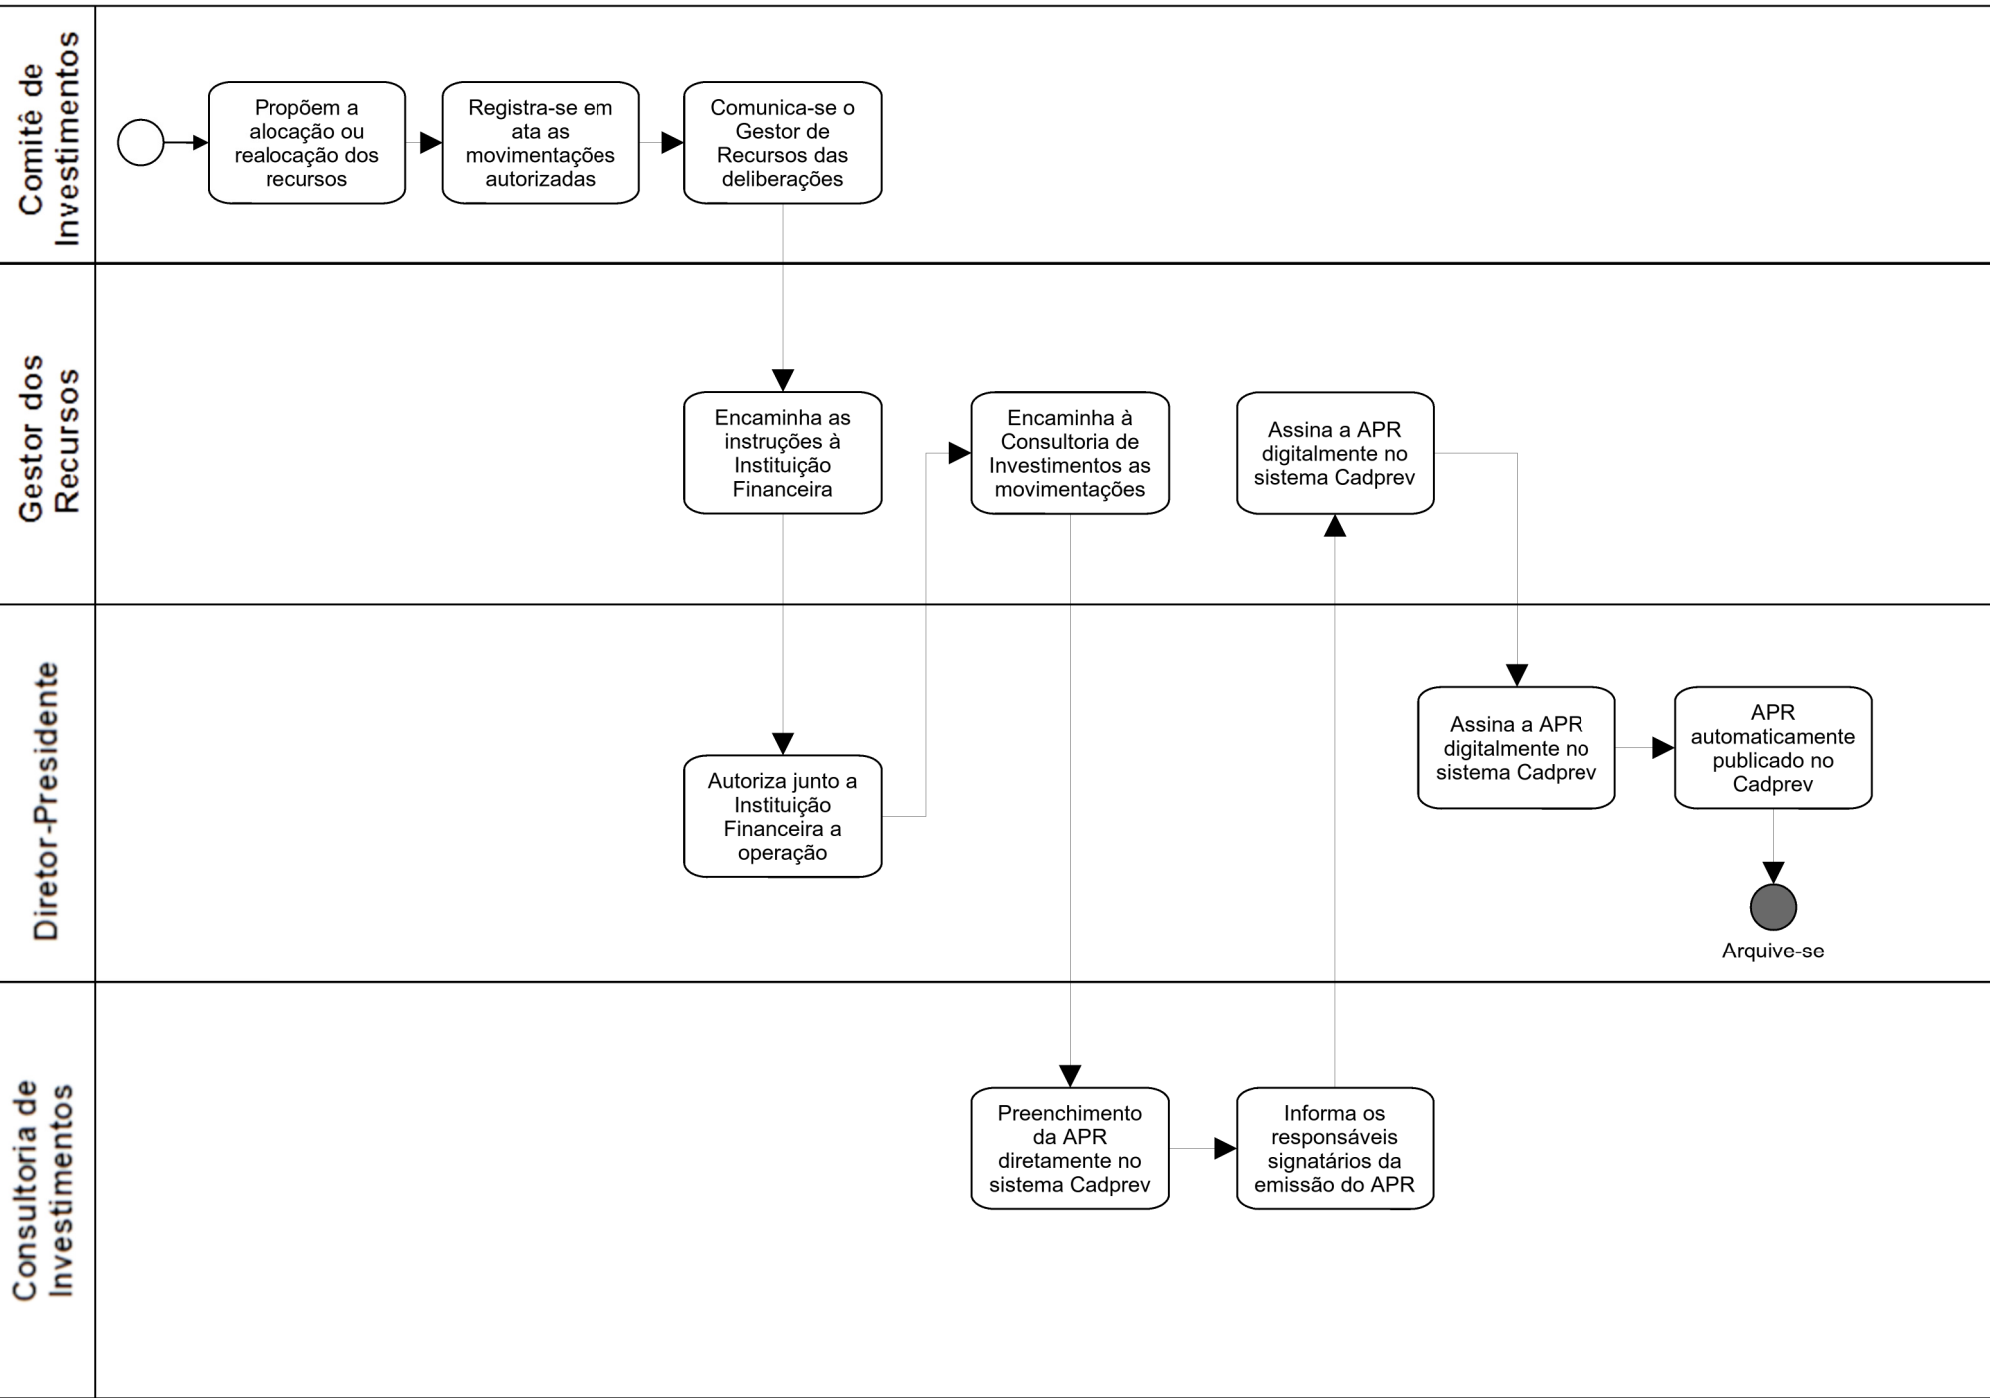 Comitê de
Investimentos
Propõem a
alocação ou
realocação dos
recursos
Registra-se em
ata as
movimentações
autorizadas
Comunica-se o
Gestor de
Recursos das
deliberações
Gestor dos
Recursos
Encaminha as
instruções à
Instituição
Financeira
Encaminha à
Consultoria de
Investimentos as
movimentações
Assina a APR
digitalmente no
sistema Cadprev
Diretor-Presidente
Autoriza junto a
Instituição
Financeira a
operação
Assina a APR
digitalmente no
sistema Cadprev
APR
automaticamente
publicado no
Cadprev
Arquive-se
Consultoria de
Investimentos
Preenchimento
da APR
diretamente no
sistema Cadprev
Informa os
responsáveis
signatários da
emissão do APR